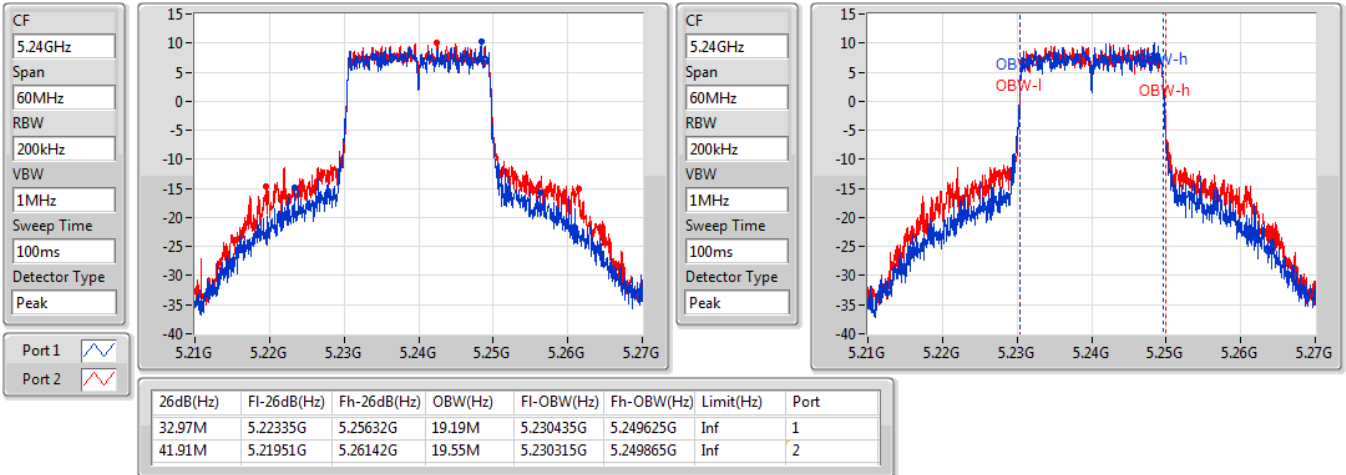 CF
5.24GHz
Span
60MHz
RBW
200kHz
VBW
1MHz
Sweep Time
100ms
Detector Type
Peak
Port 1
Port 2
15
10
5
0
-5
-10
-15
-20
-25
-30
-35
-40
5.21G 5.22G 5.23G 5.24G 5.25G 5.26G 5.27G
CF
5.24GHz
Span
60MHz
RBW
200kHz
VBW
1MHz
Sweep Time
100ms
Detector Type
Peak
15
10
5
0
-5
-10
-15
-20
-25
-30
-35
-40
OBW-l
OBW-h
5.21G 5.22G 5.23G 5.24G 5.25G 5.26G 5.27G
26dB(Hz) Fl-26dB(Hz) Fh-26dB(Hz) OBW(Hz) Fl-OBW(Hz) Fh-OBW(Hz) Limit(Hz) Port
32.97M 5.22335G 5.25632G 19.19M 5.230435G 5.249625G Inf 1
41.91M 5.21951G 5.26142G 19.55M 5.230315G 5.249865G Inf 2